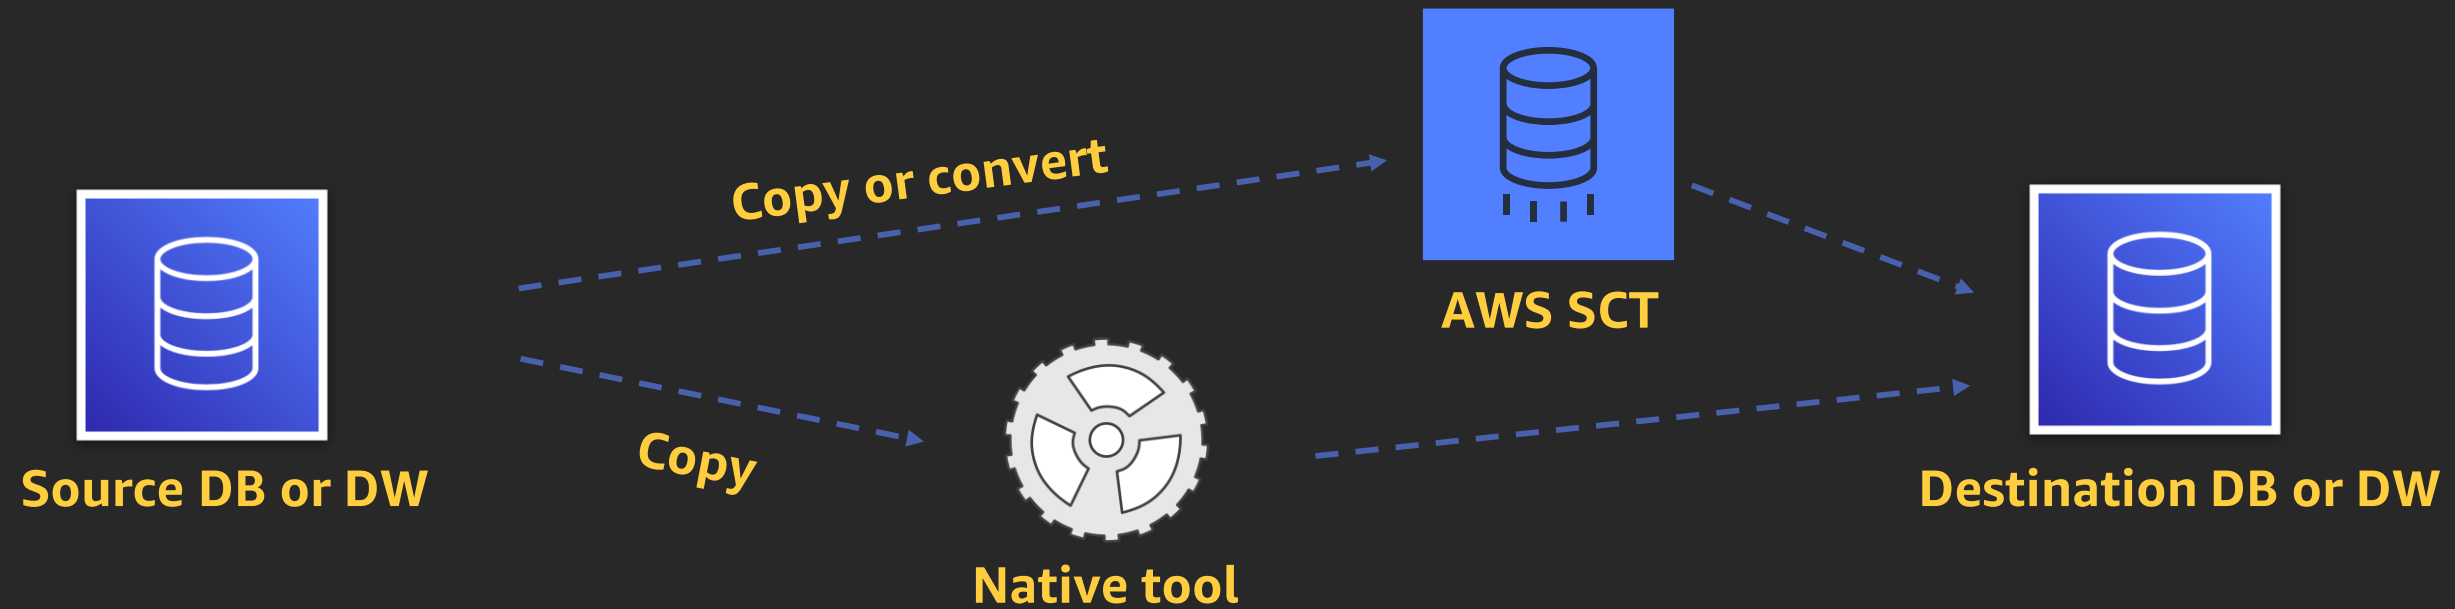 Copy or convert
AWS SCT
Copy
Source DB or DW
Destination DB or DW
Native tool